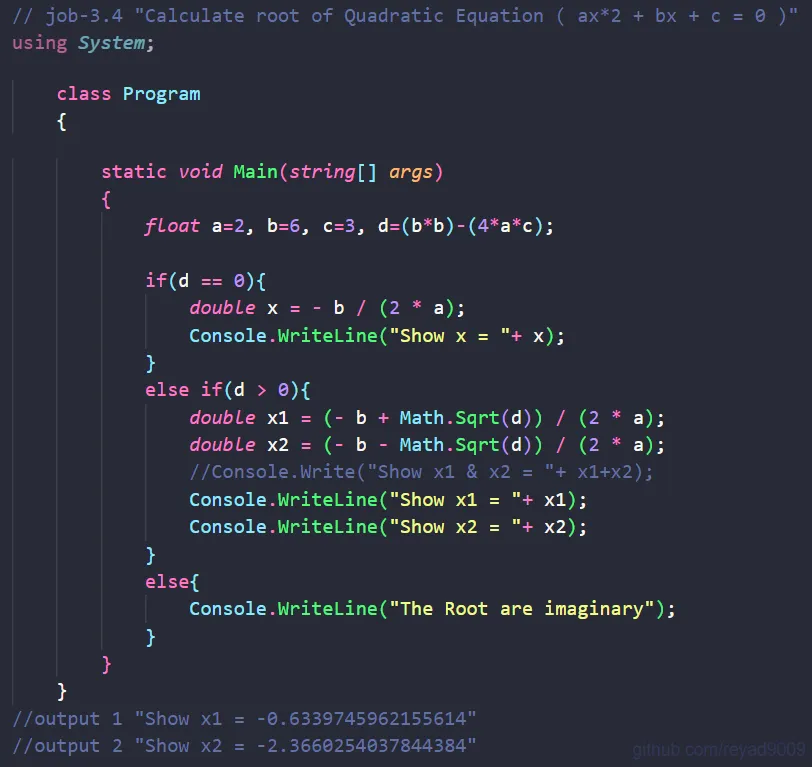 // job-3.4 "Calculate root of Quadratic Equation ( ax*2 + bx + c = 0 )"
using System;
class Program
{
static void Main(string[] args)
{
float a=2, b=6, c=3, d=(b*b)-(4*a*c);
if(d == 0){
double x = - b / (2 * a);
Console.WriteLine("Show x = "+ x);
}
else if(d > 0){
double x1 = (- b + Math.Sqrt(d)) / (2 * a);
double x2 = (- b - Math.Sqrt(d)) / (2 * a);
//Console.Write("Show x1 & x2 = "+ x1+x2);
Console.WriteLine("Show x1 = "+ x1);
Console.WriteLine("Show x2 = "+ x2);
}
else{
Console.WriteLine("The Root are imaginary");
}
}
}
//output 1 "Show x1 = -0.6339745962155614"
//output 2 "Show x2 = -2.3660254037844384"
github.com/reyad9009